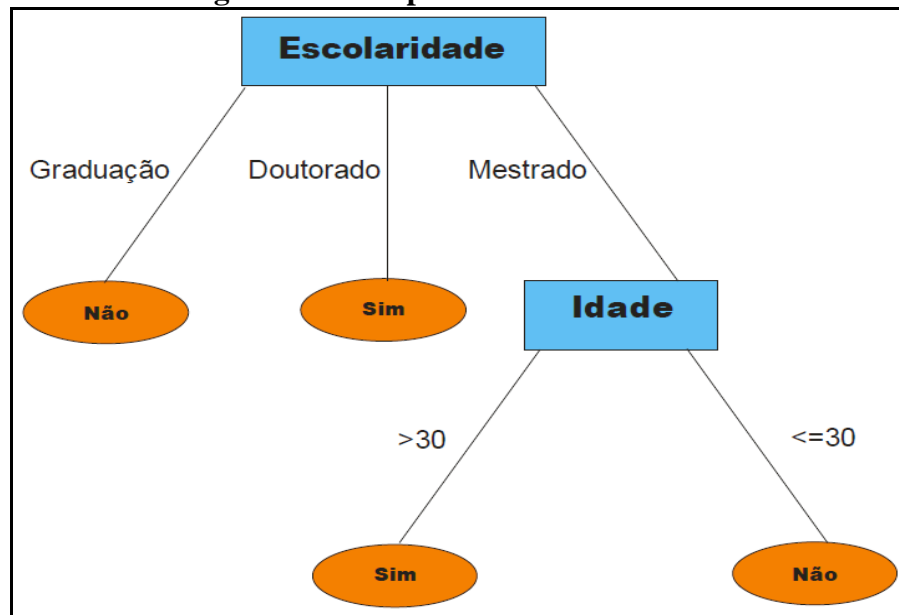 Escolaridade
Graduação
Doutorado
Mestrado
Não
Sim
Idade
>30
<=30
Sim
Não